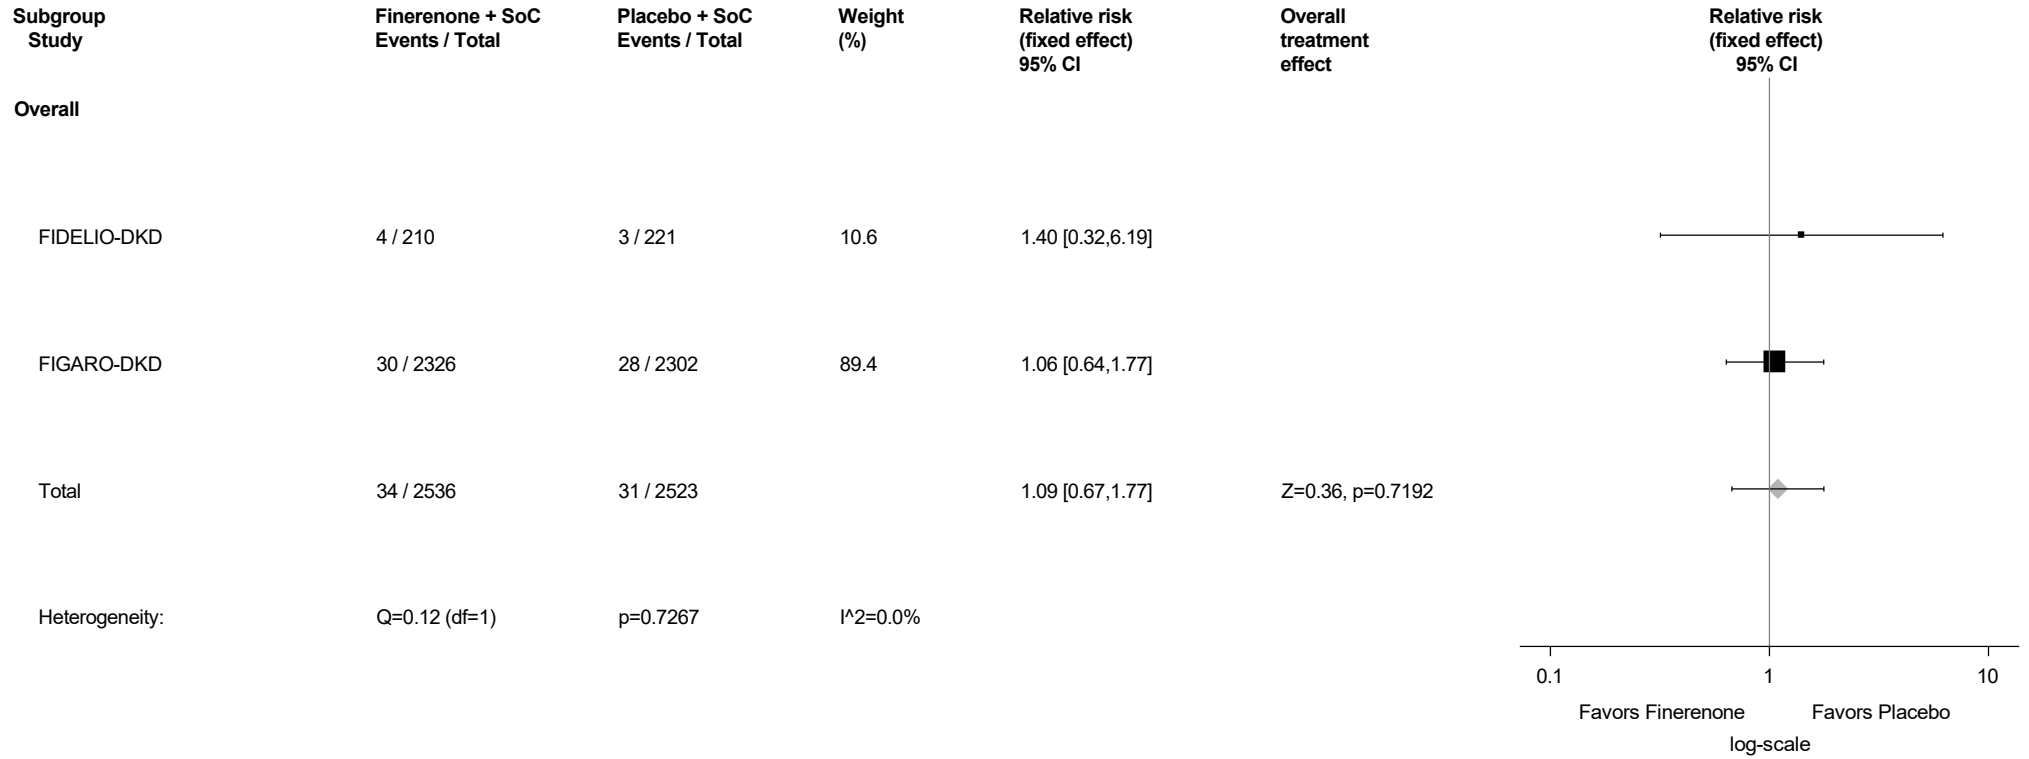 Subgroup Finerenone + SoC Placebo + SoC Weight Relative risk Overall Relative risk
Study Events / Total Events / Total (%) (fixed effect) treatment (fixed effect)
95% CI effect 95% CI
Overall
FIDELIO-DKD 4 / 210 3 / 221 10.6 1.40 [0.32,6.19]
FIGARO-DKD 30 / 2326 28 / 2302 89.4 1.06 [0.64,1.77]
Total 34 / 2536 31 / 2523 1.09 [0.67,1.77] Z=0.36, p=0.7192
Heterogeneity: Q=0.12 (df=1) p=0.7267 I^2=0.0%
0.1 1 10
Favors Finerenone Favors Placebo
log-scale